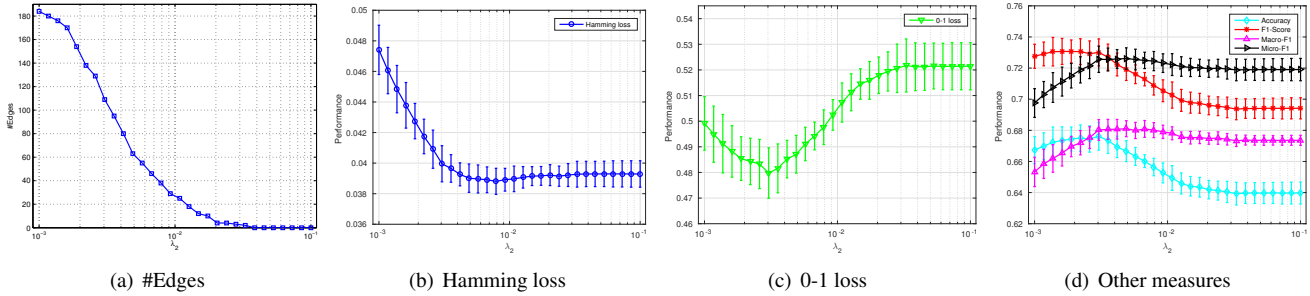 180
160
140
120
100
80
60
40
20
0
#Edges
10^-3
10^-2
10^-1
λ2
(a) #Edges
0.05
0.048
0.046
0.044
0.042
0.04
0.038
0.036
Performance
Hamming loss
10^-3
10^-2
10^-1
λ2
(b) Hamming loss
0.54
0.53
0.52
0.51
0.5
0.49
0.48
0.47
0.46
Performance
0-1 loss
10^-3
10^-2
10^-1
λ2
(c) 0-1 loss
0.76
0.74
0.72
0.7
0.68
0.66
0.64
0.62
Performance
Accuracy
F1-Score
Macro-F1
Micro-F1
10^-3
10^-2
10^-1
λ2
(d) Other measures